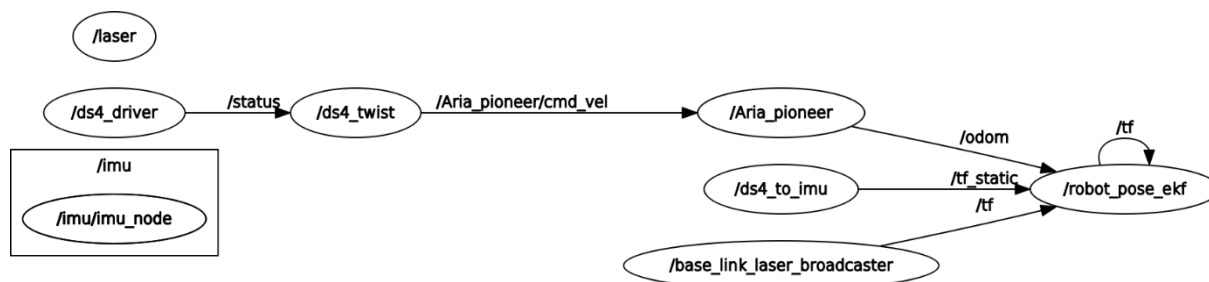 /laser
/ds4_driver
/status
/ds4_twist
/Aria_pioneer/cmd_vel
/Aria_pioneer
/odom
/tf
/imu
/imu/imu_node
/ds4_to_imu
/tf_static
/robot_pose_ekf
/tf
/base_link_laser_broadcaster